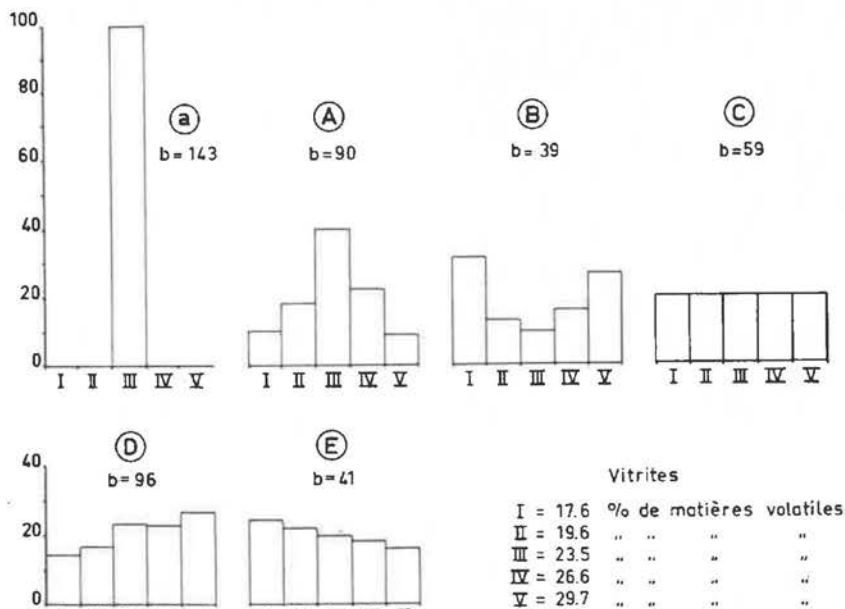 100
80
60
40
20
0
a
b = 143
I II III IV V
A
b = 90
I II III IV V
B
b = 39
I II III IV V
C
b = 59
I II III IV V
40
20
0
D
b = 96
E
b = 41
Vitrites
I = 17.6 % de matières volatiles
II = 19.6 „ „ „ „
III = 23.5 „ „ „ „
IV = 26.6 „ „ „ „
V = 29.7 „ „ „ „